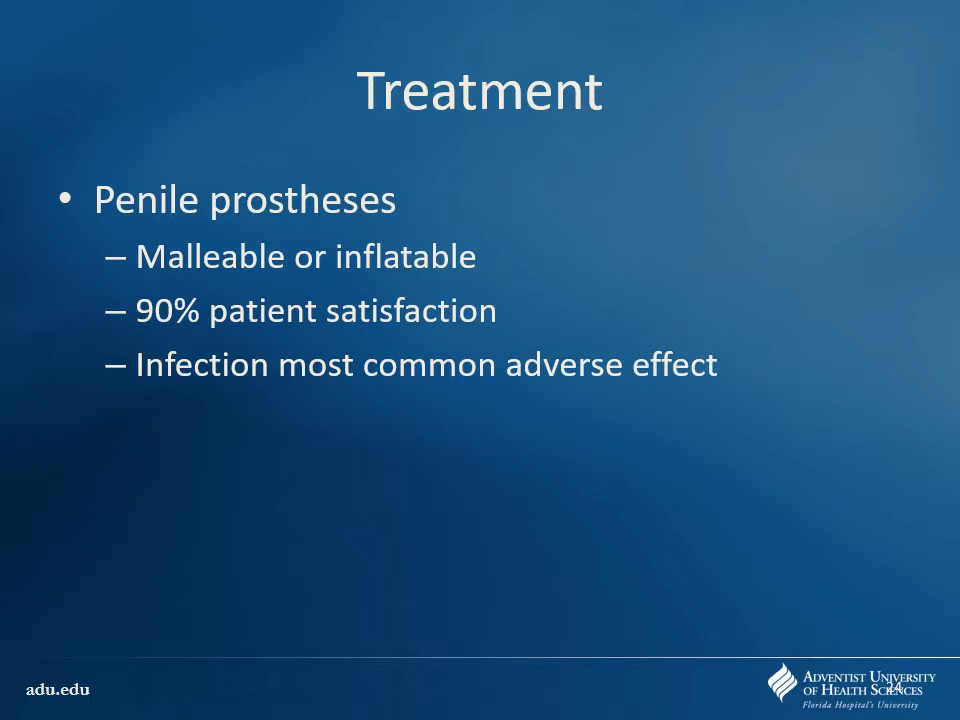 Treatment
• Penile prostheses
– Malleable or inflatable
– 90% patient satisfaction
– Infection most common adverse effect
adu.edu
ADVENTIST UNIVERSITY
OF HEALTH SCIENCES
Florida Hospital's University
24